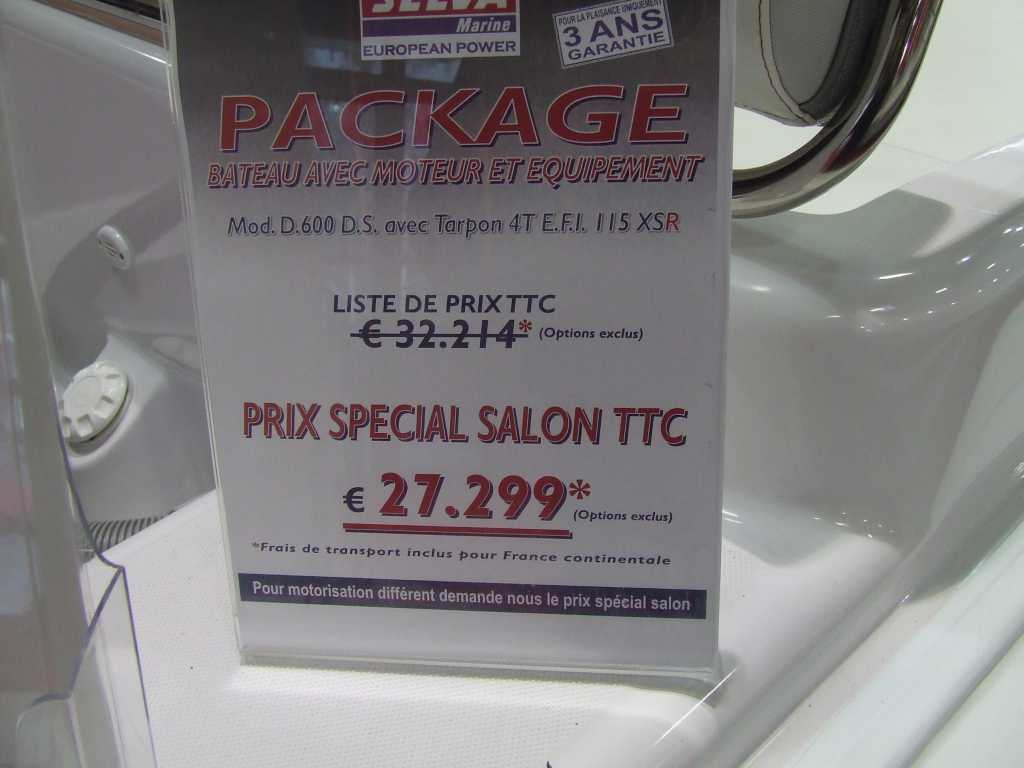 SELVA
Marine
EUROPEAN POWER
POUR LA PLAISANCE UNIQUEMENT
3 ANS
GARANTIE
PACKAGE
BATEAU AVEC MOTEUR ET EQUIPEMENT
Mod. D.600 D.S. avec Tarpon 4T E.F.I. 115 XSR
LISTE DE PRIX TTC
€ 32.214* (Options exclus)
PRIX SPECIAL SALON TTC
€ 27.299* (Options exclus)
*Frais de transport inclus pour France continentale
Pour motorisation différent demande nous le prix spécial salon